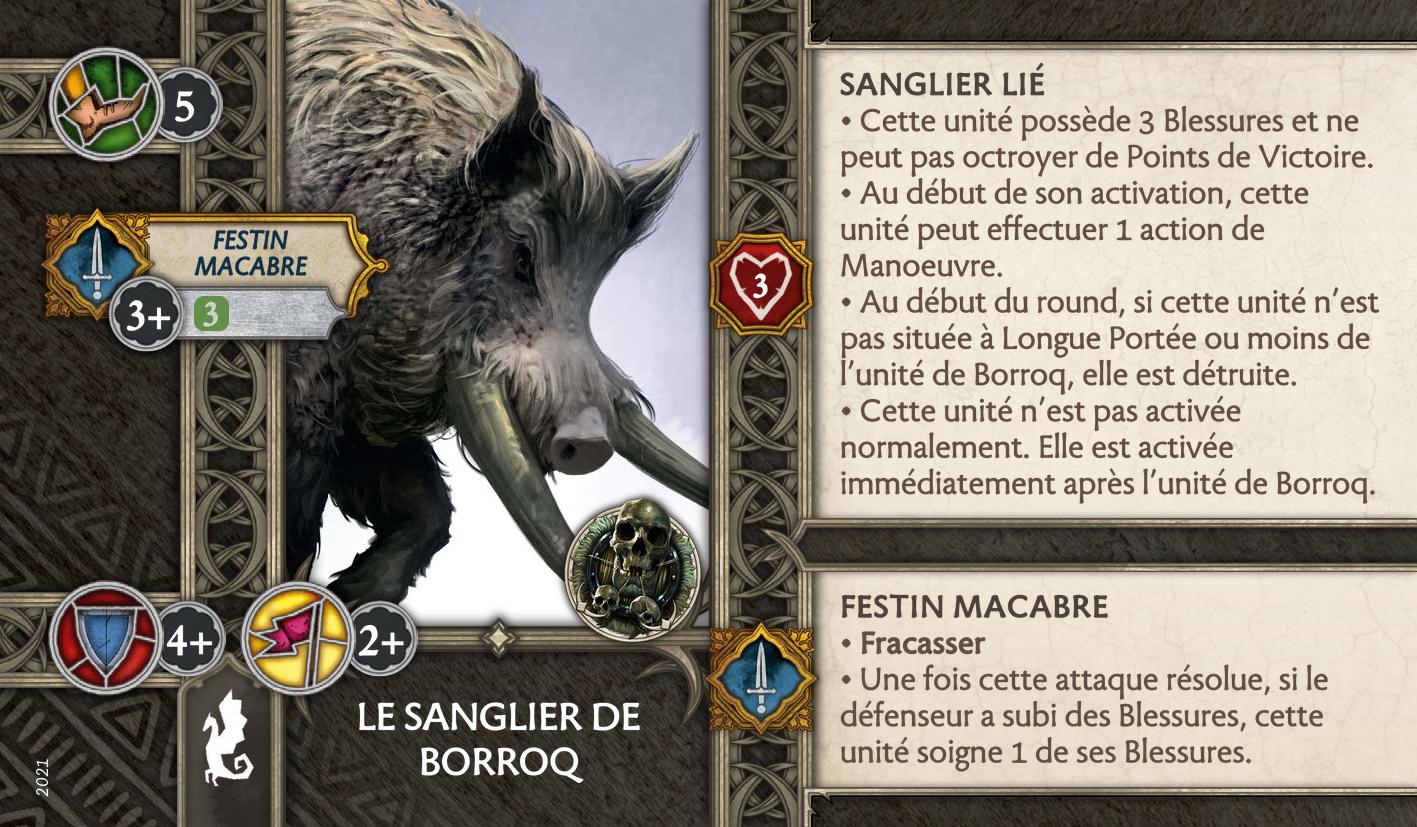 5
FESTIN
MACABRE
3+
3
4+
2+
LE SANGLIER DE
BORROQ
2021
3
SANGLIER LIÉ
• Cette unité possède 3 Blessures et ne
peut pas octroyer de Points de Victoire.
• Au début de son activation, cette
unité peut effectuer 1 action de
Manoeuvre.
• Au début du round, si cette unité n’est
pas située à Longue Portée ou moins de
l’unité de Borroq, elle est détruite.
• Cette unité n’est pas activée
normalement. Elle est activée
immédiatement après l’unité de Borroq.
FESTIN MACABRE
• Fracasser
• Une fois cette attaque résolue, si le
défenseur a subi des Blessures, cette
unité soigne 1 de ses Blessures.